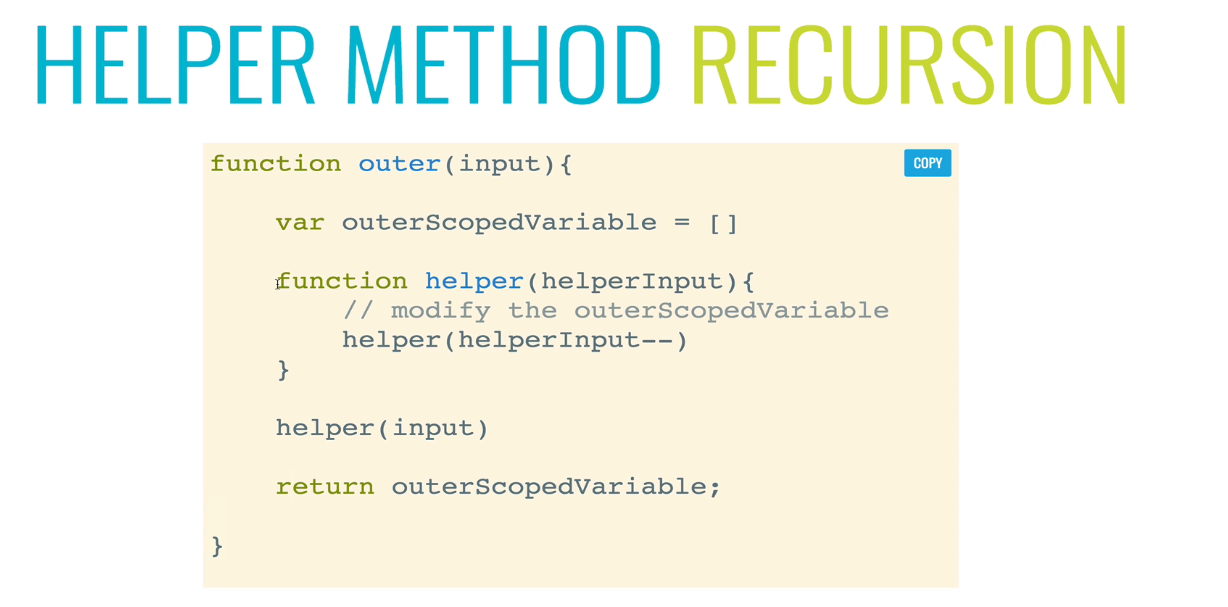 HELPER METHOD RECURSION
COPY
function outer(input){
var outerScopedVariable = []
function helper(helperInput){
// modify the outerScopedVariable
helper(helperInput--)
}
helper(input)
return outerScopedVariable;
}